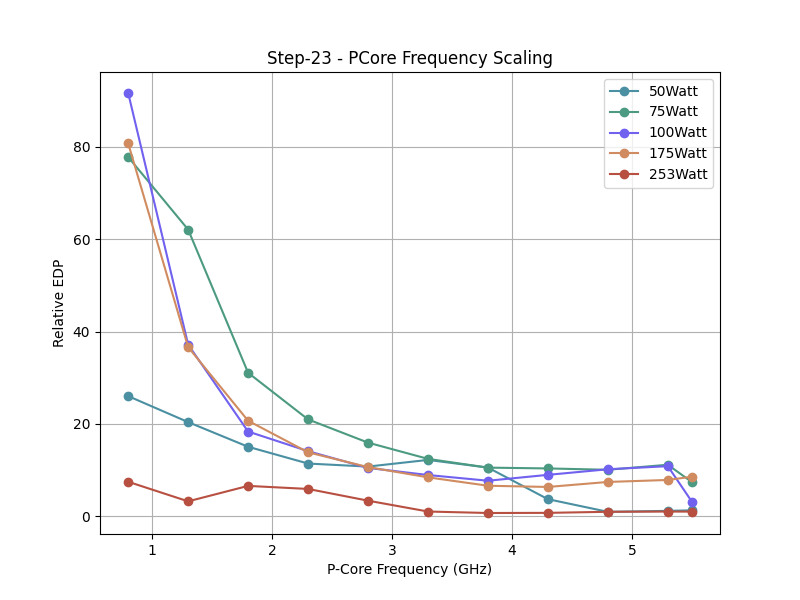 Step-23 - PCore Frequency Scaling
50Watt
75Watt
100Watt
175Watt
253Watt
Relative EDP
80
60
40
20
0
1 2 3 4 5
P-Core Frequency (GHz)